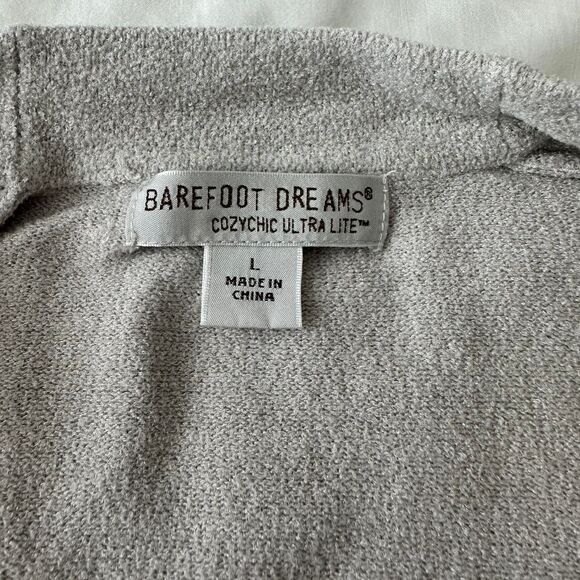 BAREFOOT DREAMS®
COZYCHIC ULTRA LITE™
L
MADE IN
CHINA